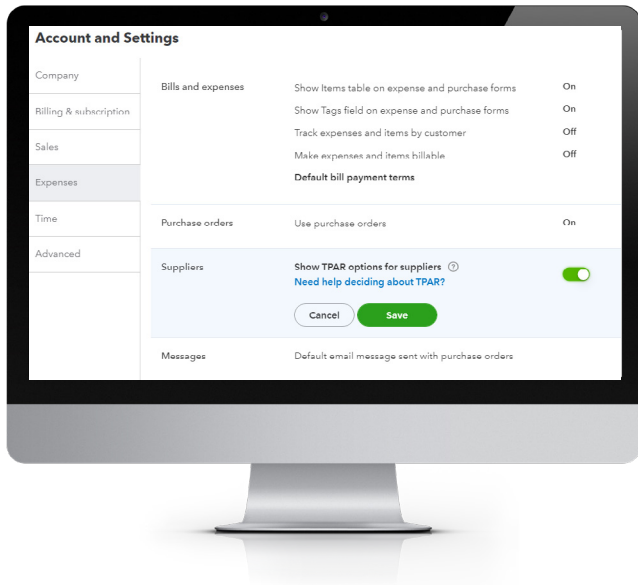 Account and Settings
Company
Billing & subscription
Sales
Expenses
Time
Advanced
Bills and expenses
Show Items table on expense and purchase forms On
Show Tags field on expense and purchase forms On
Track expenses and items by customer Off
Make expenses and items billable Off
Default bill payment terms
Purchase orders Use purchase orders On
Suppliers Show TPAR options for suppliers ?
Need help deciding about TPAR?
Cancel Save
Messages Default email message sent with purchase orders